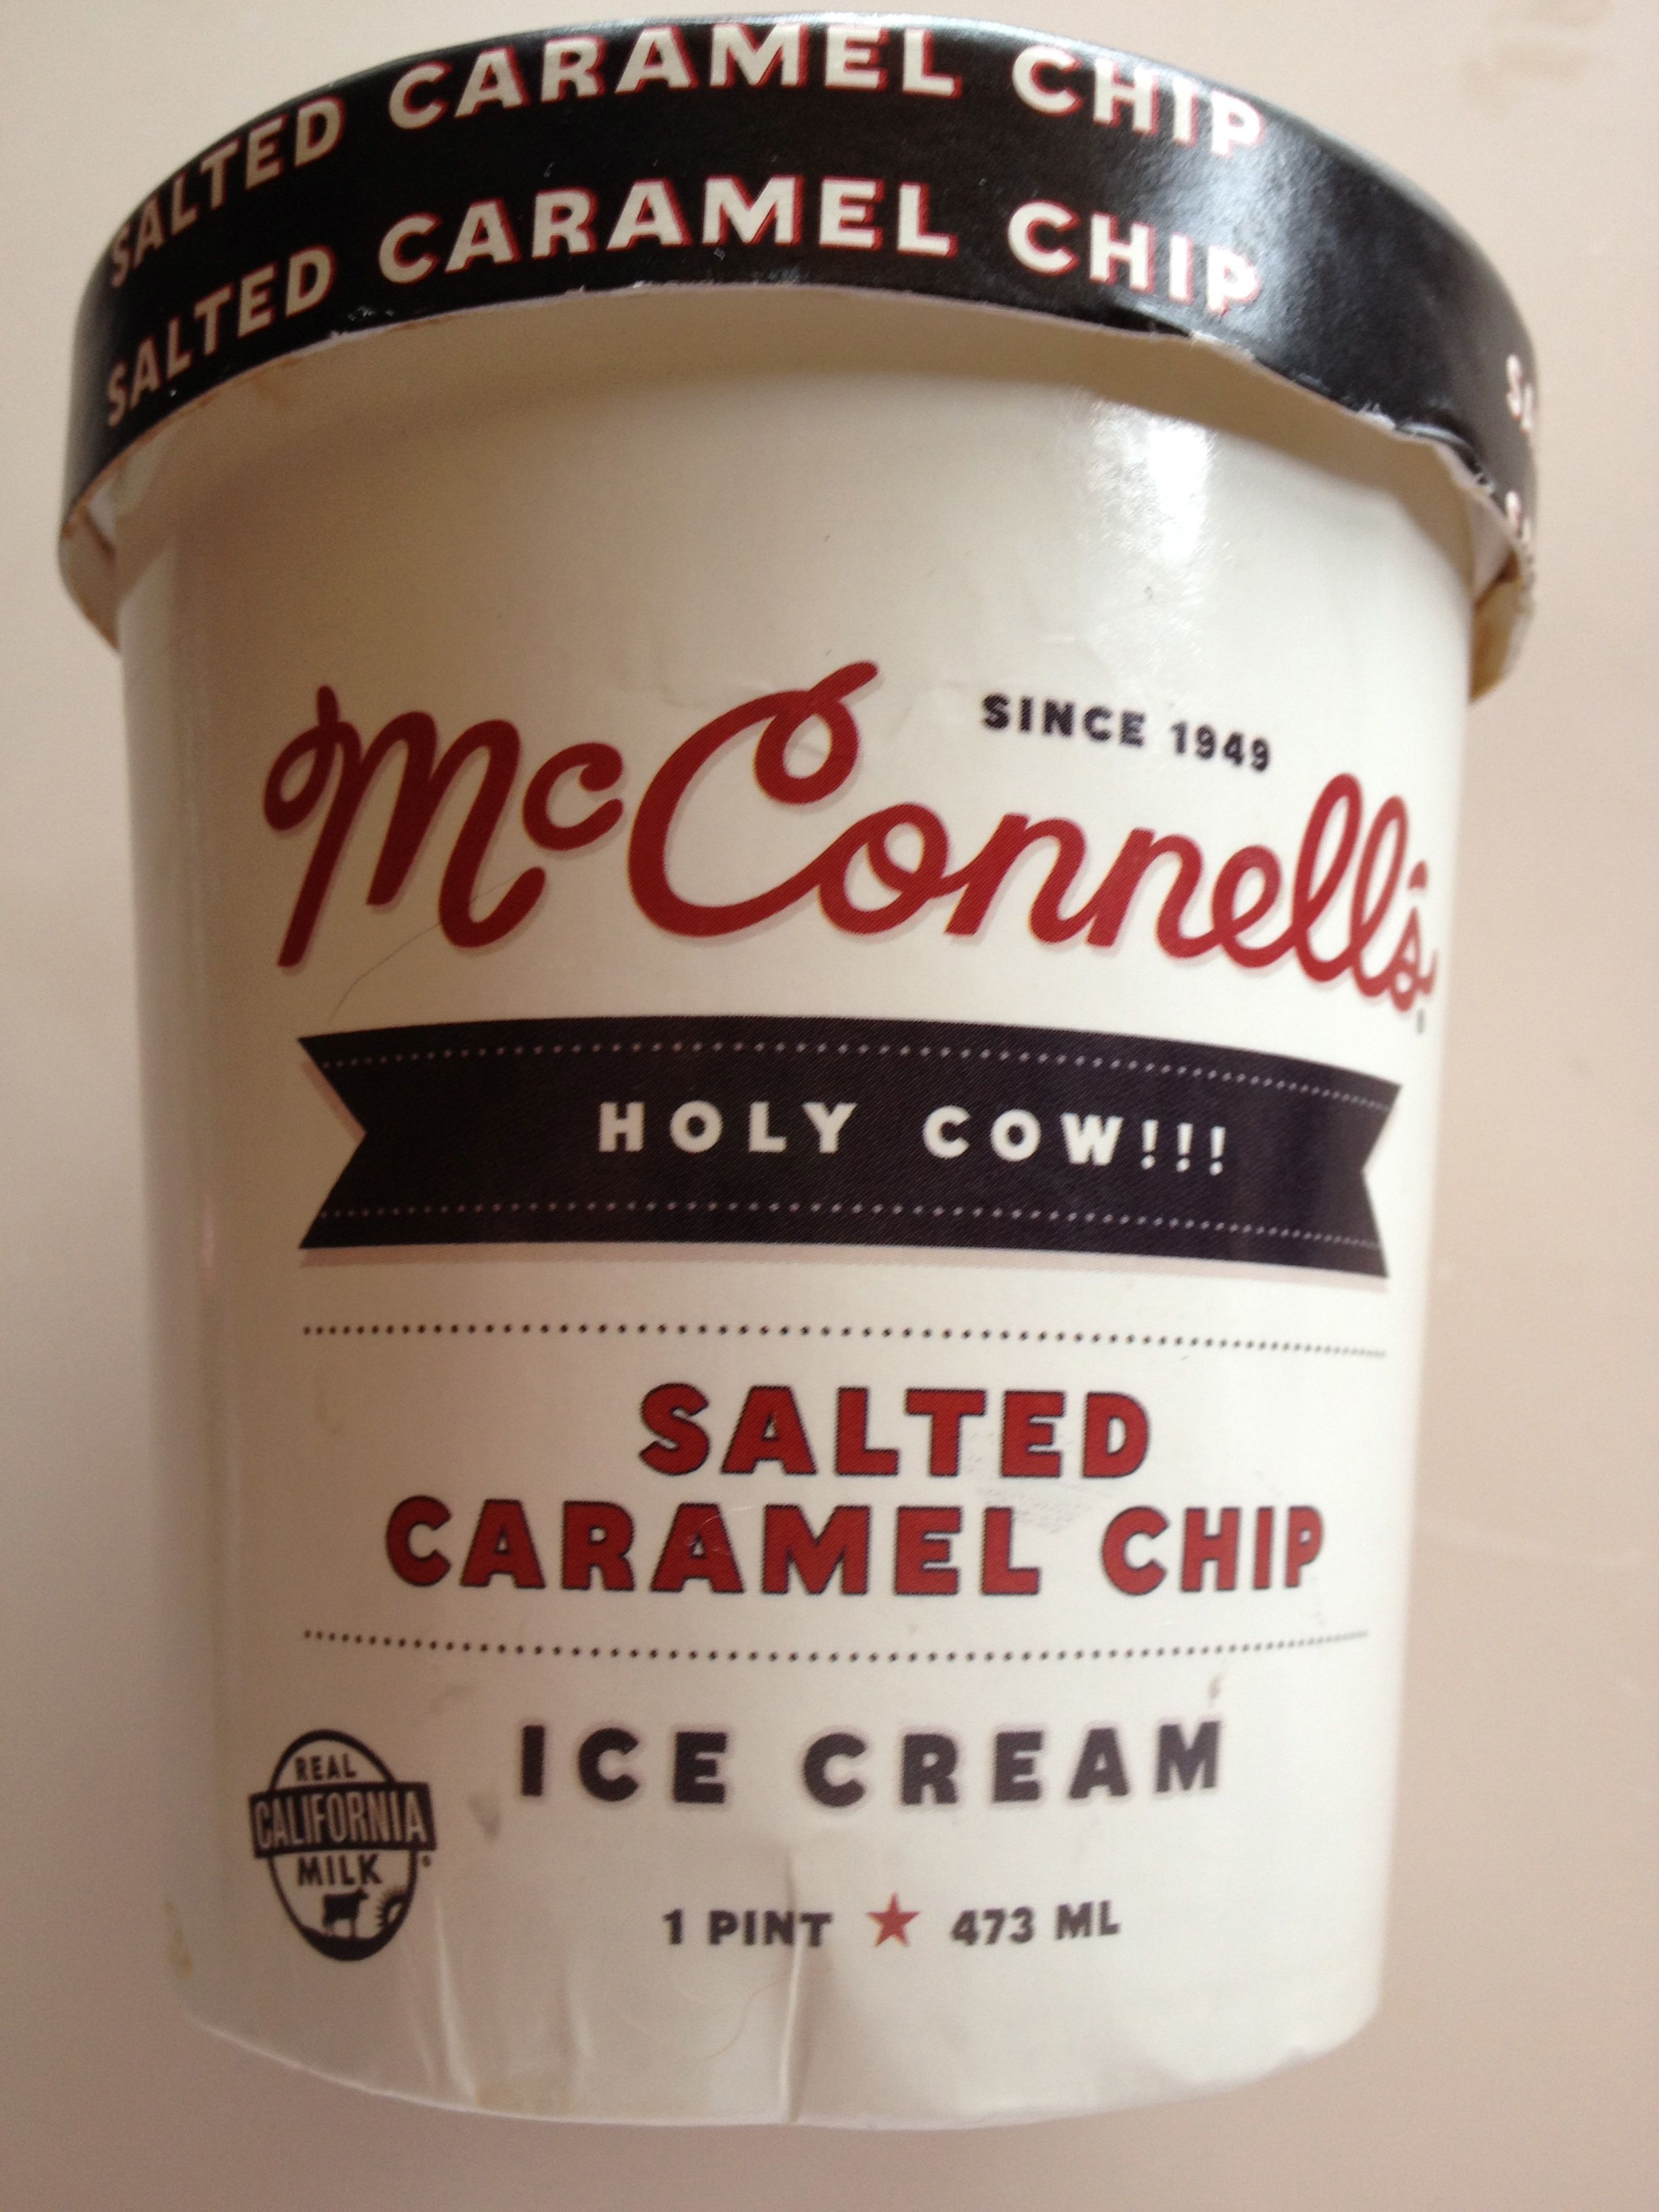 SALTED CARAMEL CHIP
SALTED CARAMEL CHIP
SINCE 1949
McConnell's
HOLY COW!!!
SALTED
CARAMEL CHIP
ICE CREAM
REAL
CALIFORNIA
MILK
1 PINT ★ 473 ML